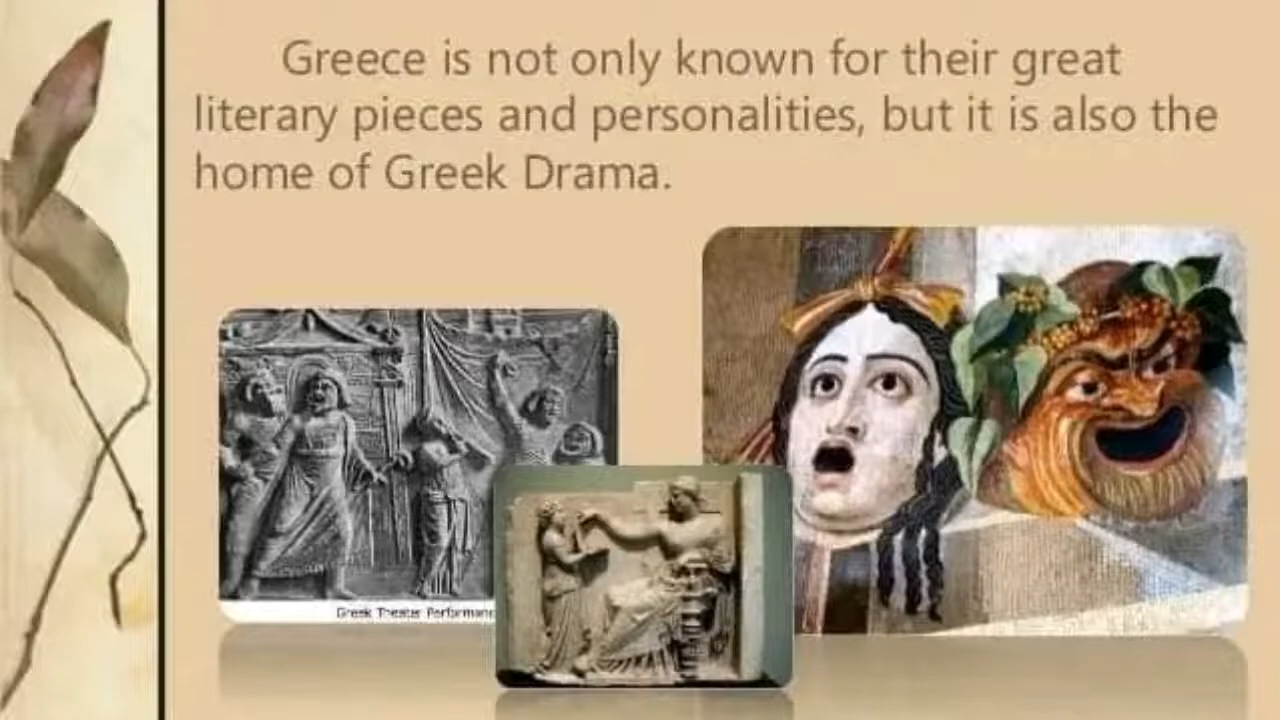 Greece is not only known for their great
literary pieces and personalities, but it is also the
home of Greek Drama.
Greek Theater Performanc